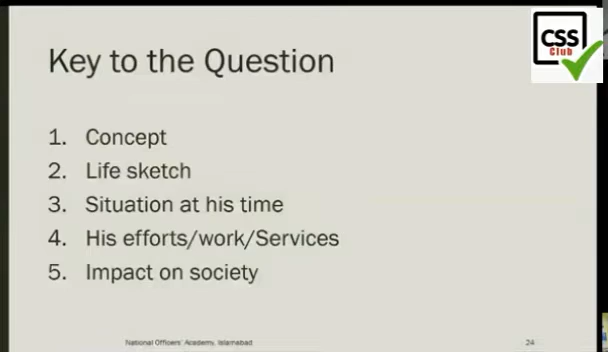 CSS
Club
Key to the Question
1. Concept
2. Life sketch
3. Situation at his time
4. His efforts/work/Services
5. Impact on society
National Officers' Academy, Islamabad
24